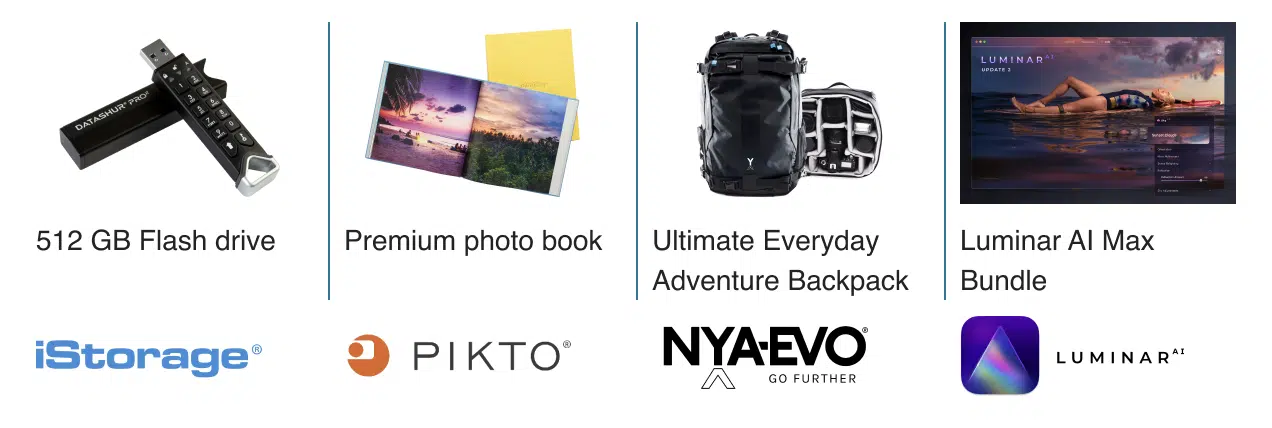 DATASHUR® PRO²
LUMINAR AI
UPDATE 2
512 GB Flash drive
Premium photo book
Ultimate Everyday
Adventure Backpack
Luminar AI Max
Bundle
iStorage®
PIKTO®
NYA-EVO®
GO FURTHER
LUMINAR AI